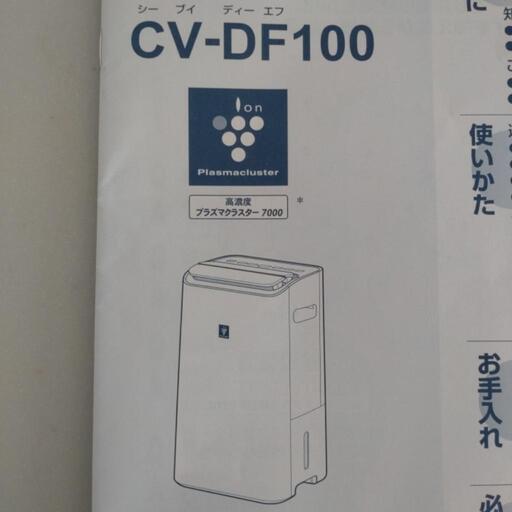 シー ブイ ディー エフ
CV-DF100
Ion
Plasmacluster
高濃度
プラズマクラスター 7000
*
に
使いかた
お手入れ